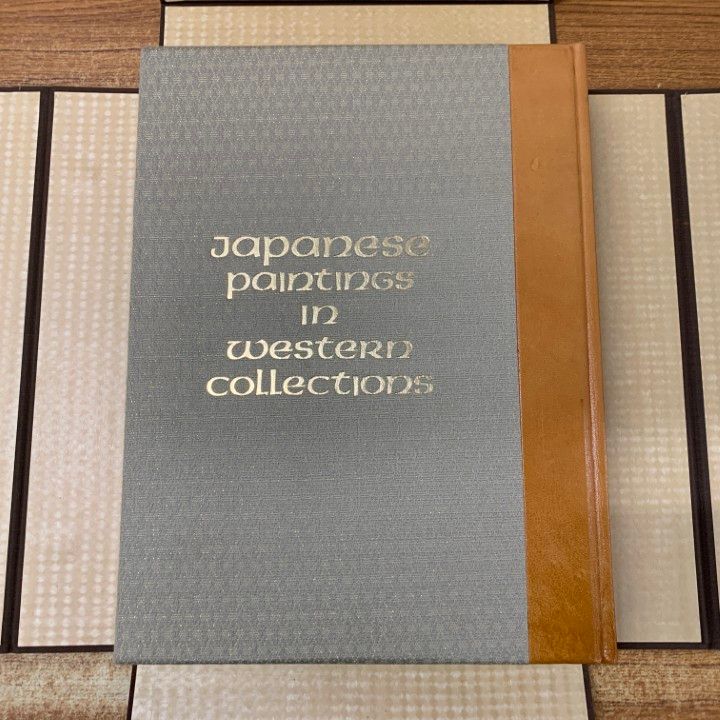 Japanese
paintings
in
western
collections